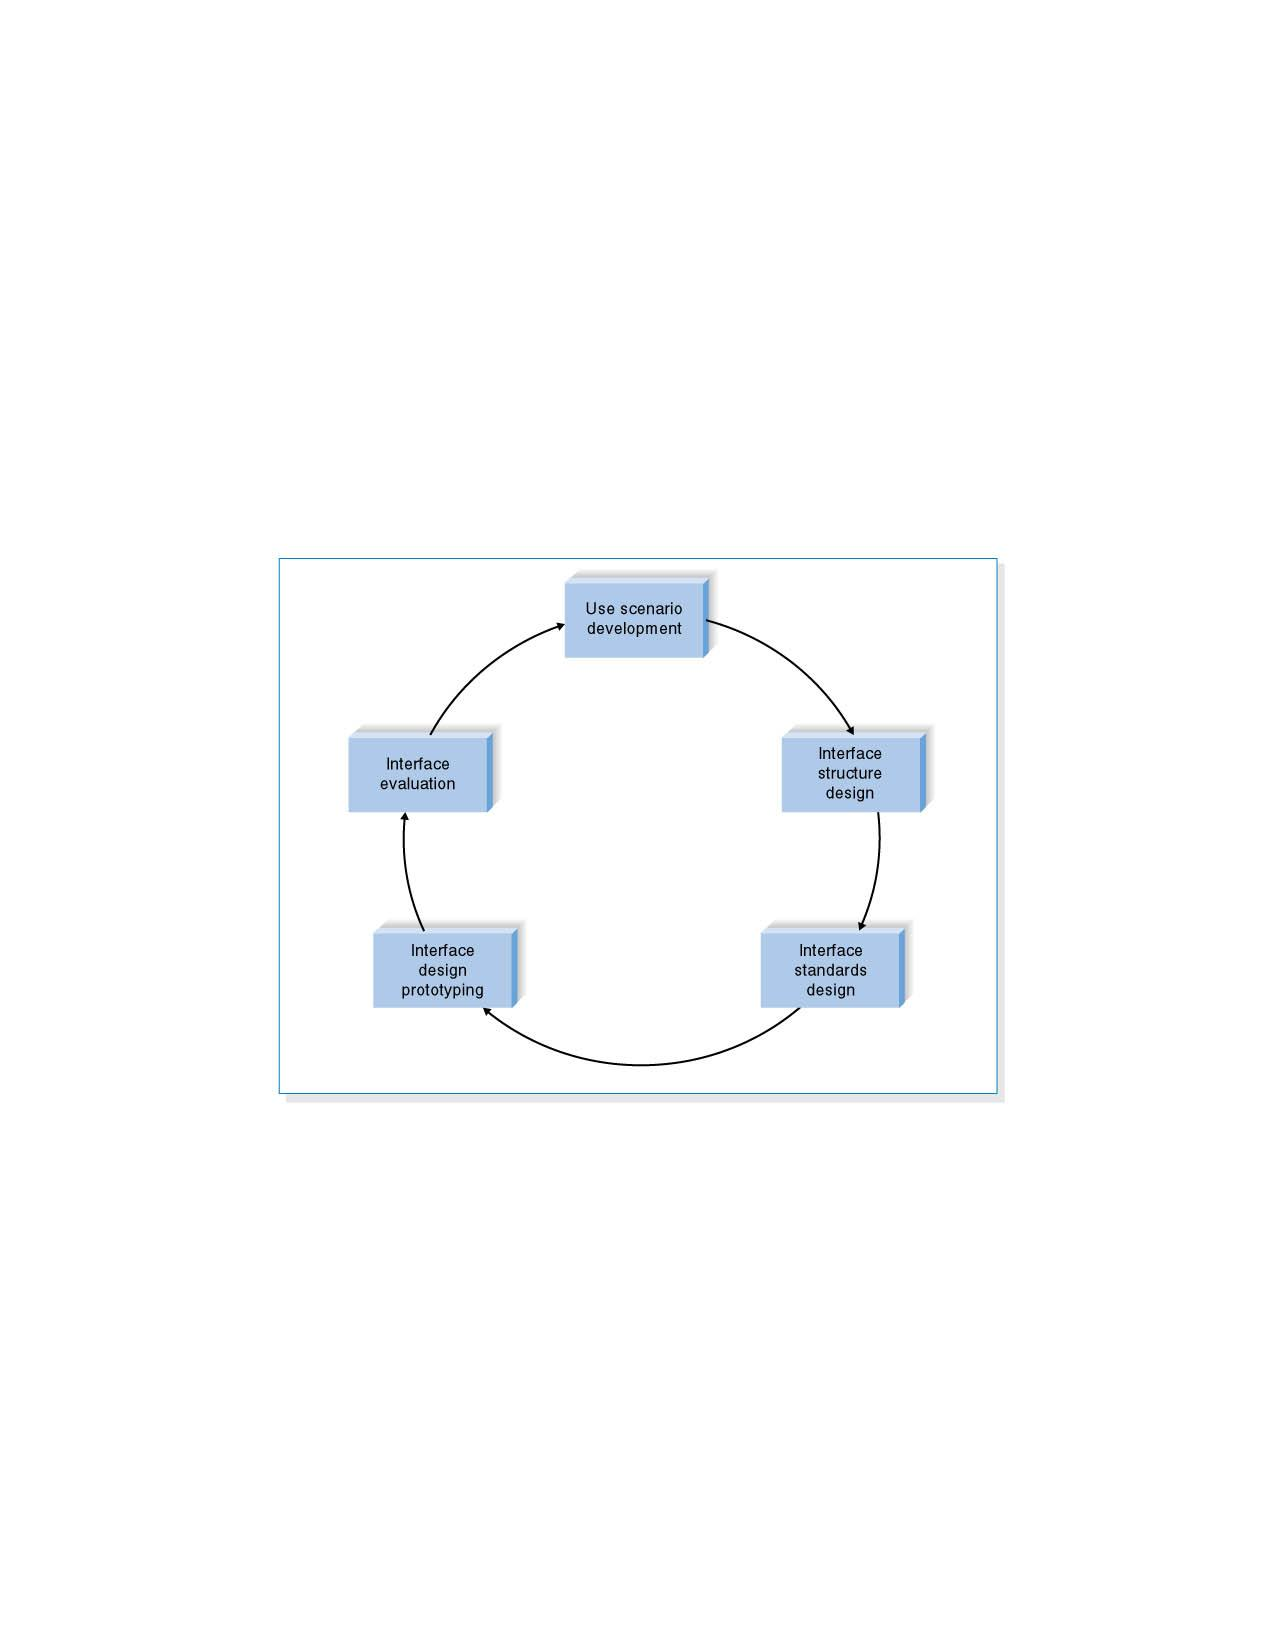 Use scenario
development
Interface
structure
design
Interface
standards
design
Interface
design
prototyping
Interface
evaluation